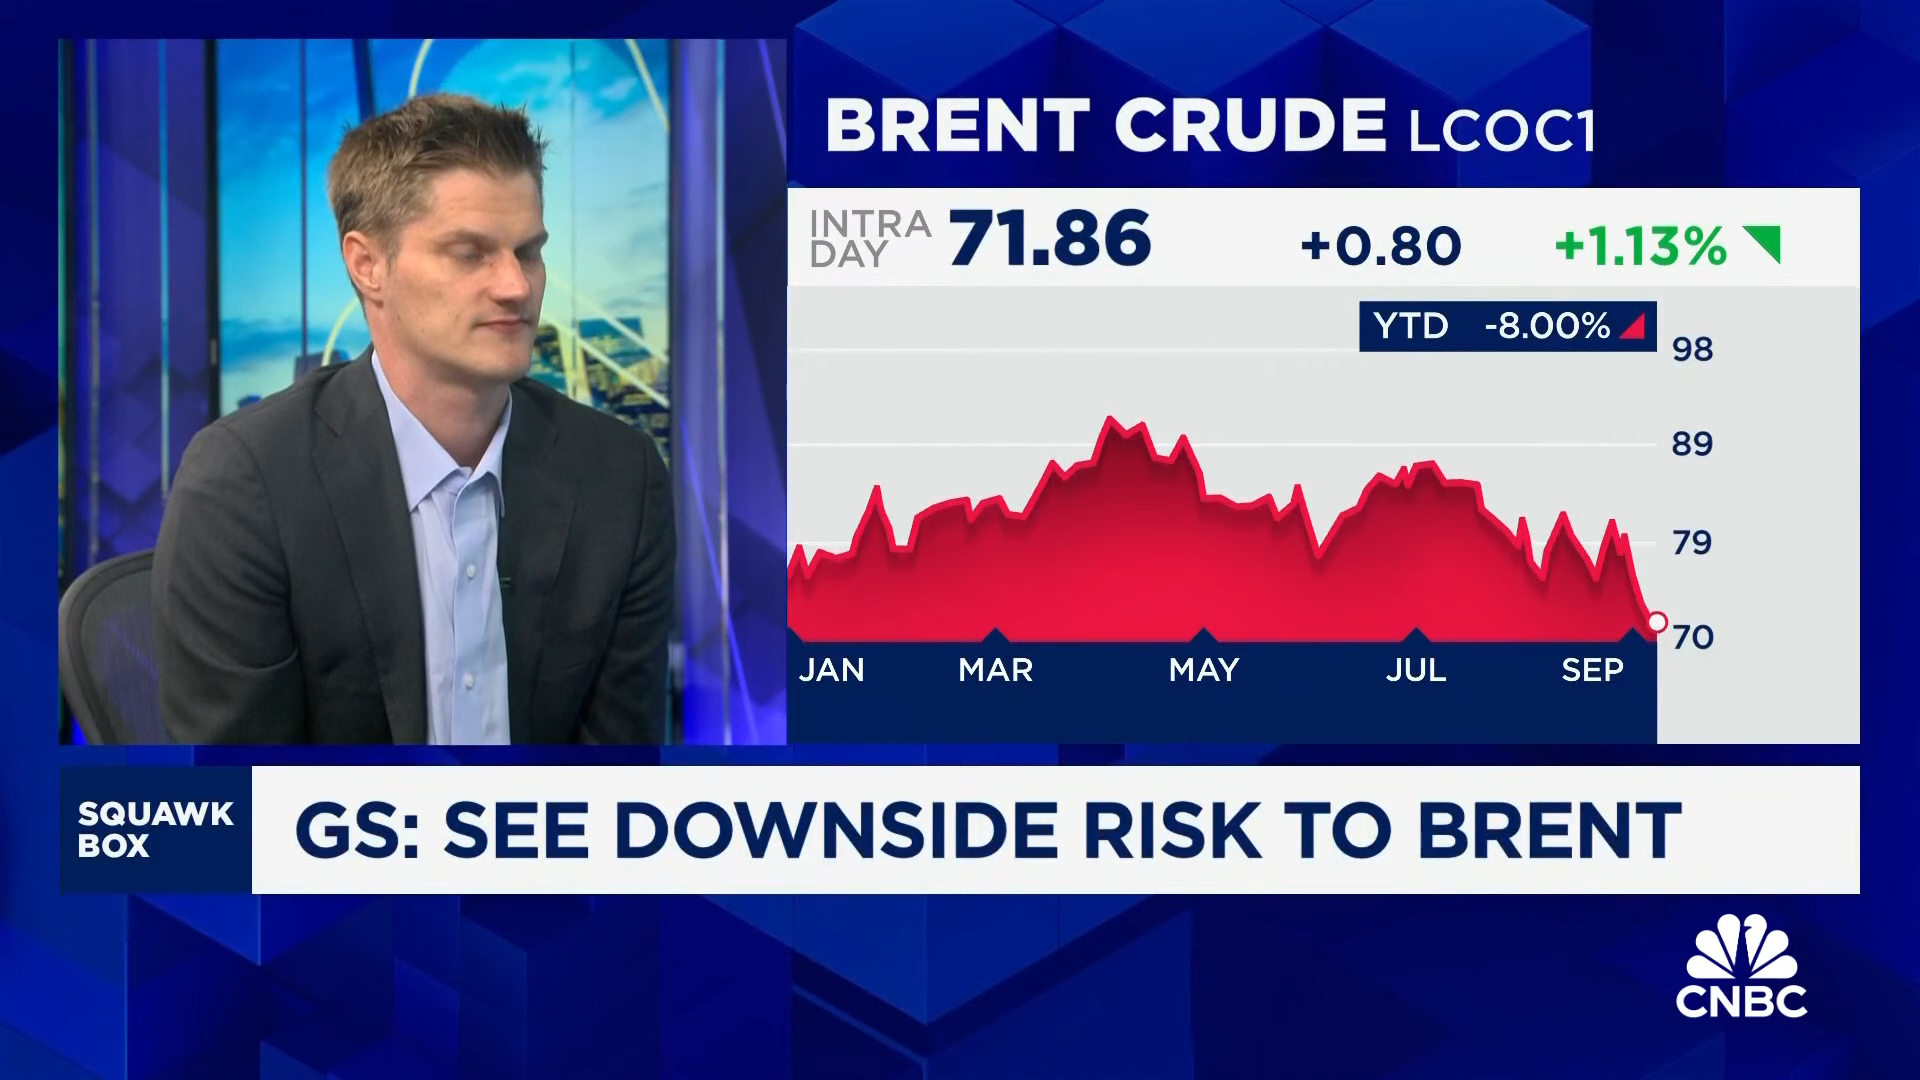 BRENT CRUDE LCOC1
INTRA
DAY
71.86
+0.80
+1.13%
YTD -8.00%
98
89
79
70
JAN MAR MAY JUL SEP
SQUAWK
BOX
GS: SEE DOWNSIDE RISK TO BRENT
CNBC